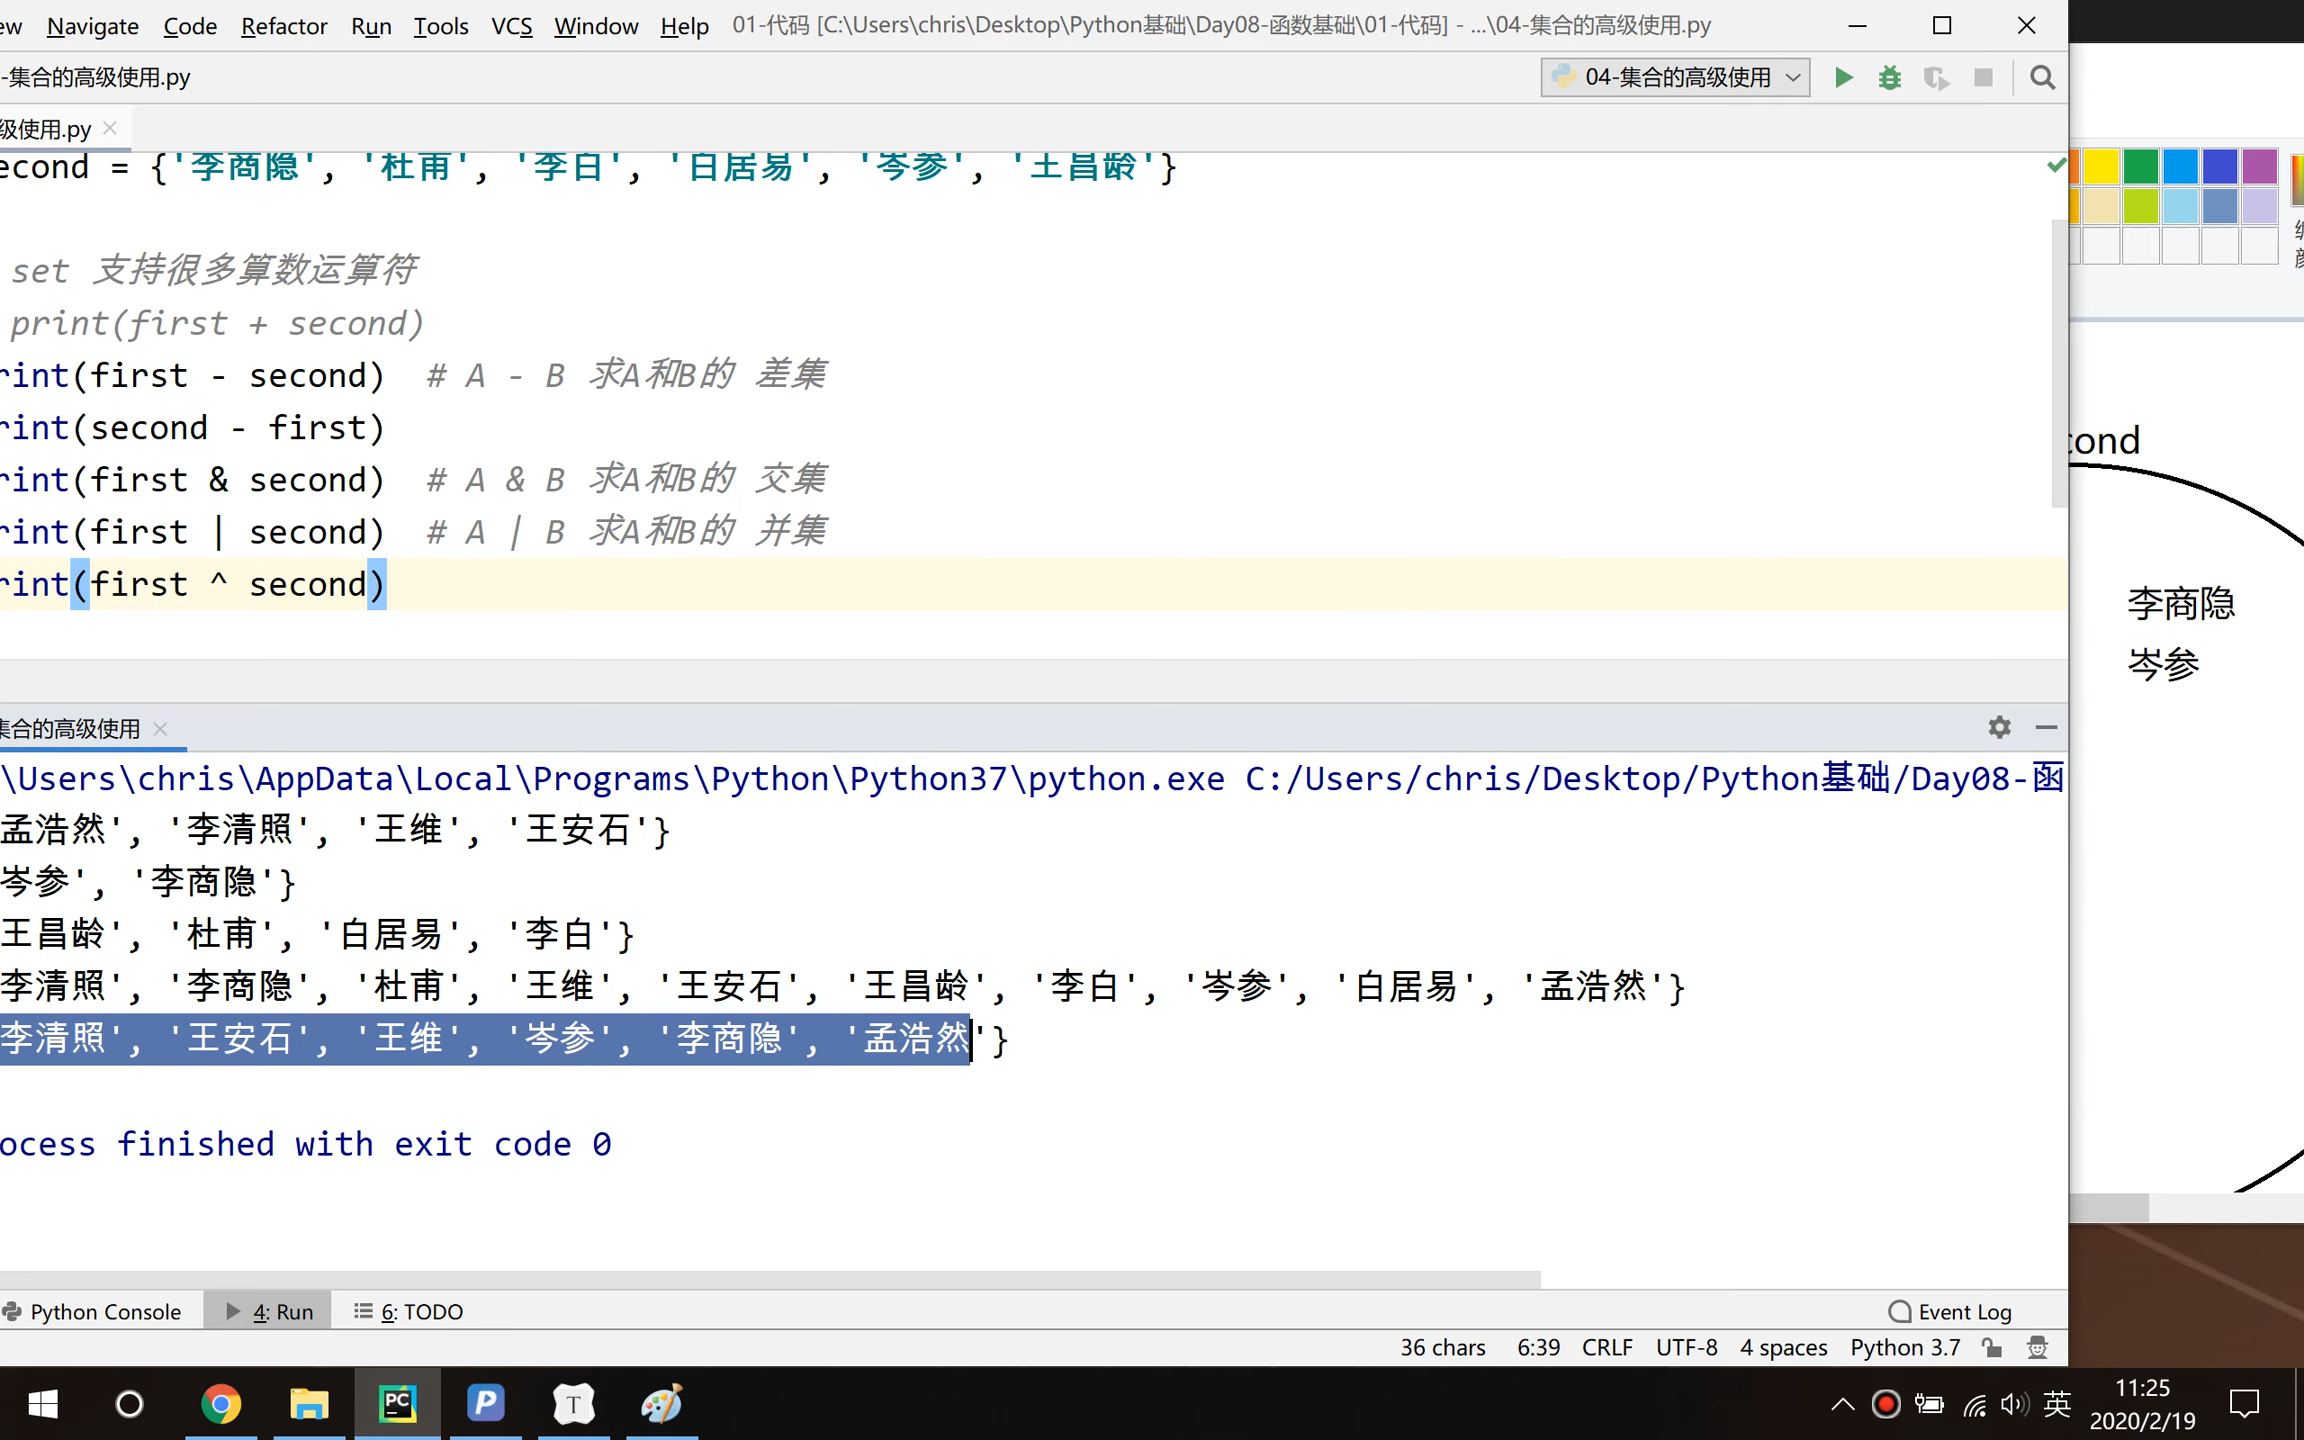 ew Navigate Code Refactor Run Tools VCS Window Help 01-代码 [C:\Users\chris\Desktop\Python基础\Day08-函数基础\01-代码] - ...\04-集合的高级使用.py
-集合的高级使用.py
04-集合的高级使用
级使用.py
econd = {'李商隐', '杜甫', '李白', '白居易', '岑参', '王昌龄'}
set 支持很多算数运算符
print(first + second)
rint(first - second) # A - B 求A和B的 差集
rint(second - first)
rint(first & second) # A & B 求A和B的 交集
rint(first | second) # A | B 求A和B的 并集
rint(first ^ second)
集合的高级使用
\Users\chris\AppData\Local\Programs\Python\Python37\python.exe C:/Users/chris/Desktop/Python基础/Day08-函
孟浩然', '李清照', '王维', '王安石'}
岑参', '李商隐'}
王昌龄', '杜甫', '白居易', '李白'}
李清照', '李商隐', '杜甫', '王维', '王安石', '王昌龄', '李白', '岑参', '白居易', '孟浩然'}
李清照', '王安石', '王维', '岑参', '李商隐', '孟浩然'}
ocess finished with exit code 0
Python Console 4: Run 6: TODO Event Log
36 chars 6:39 CRLF UTF-8 4 spaces Python 3.7
cond
李商隐
岑参
PC P T
英
11:25
2020/2/19